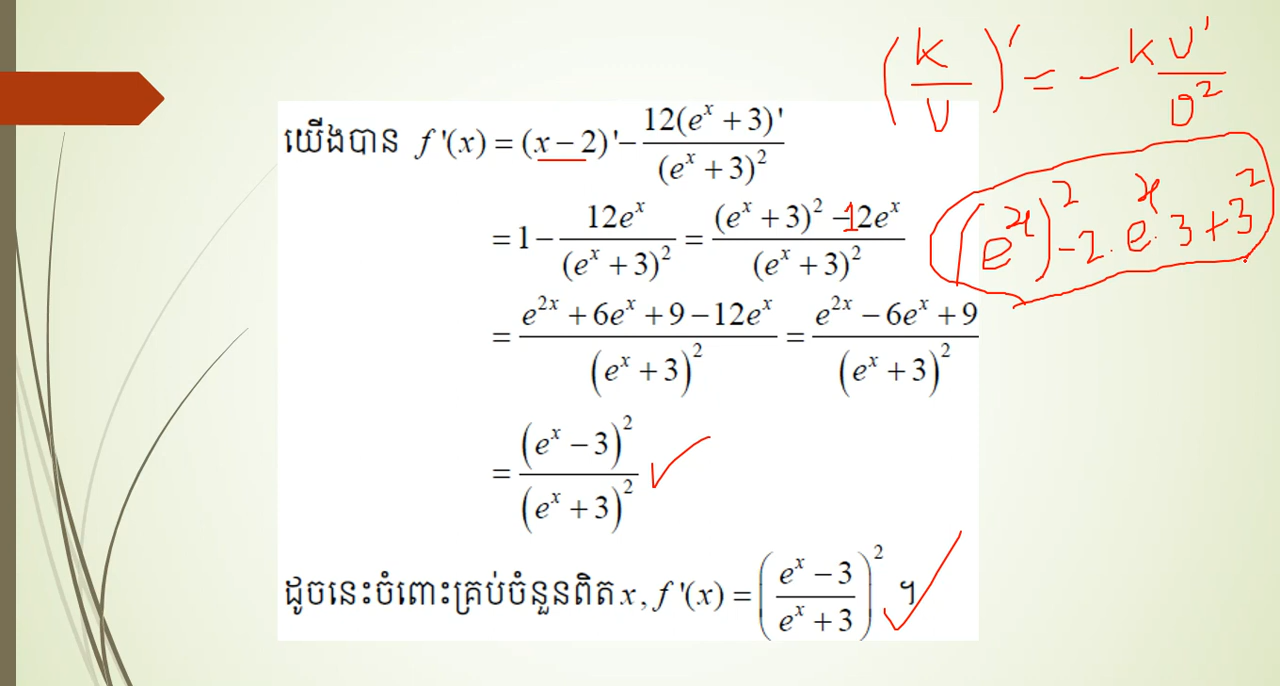 (k/v)' = - kv'/v²
យើងបាន f'(x) = (x − 2)' − 12(eˣ + 3)'/(eˣ + 3)²
= 1 − 12eˣ/(eˣ + 3)² = ((eˣ + 3)² − 12eˣ)/(eˣ + 3)²
(eˣ)² − 2 . eˣ . 3 + 3²
= (e²ˣ + 6eˣ + 9 − 12eˣ)/(eˣ + 3)² = (e²ˣ − 6eˣ + 9)/(eˣ + 3)²
= (eˣ − 3)²/(eˣ + 3)²
ដូចនេះចំពោះគ្រប់ចំនួនពិត x , f'(x) = ((eˣ − 3)/(eˣ + 3))² ។